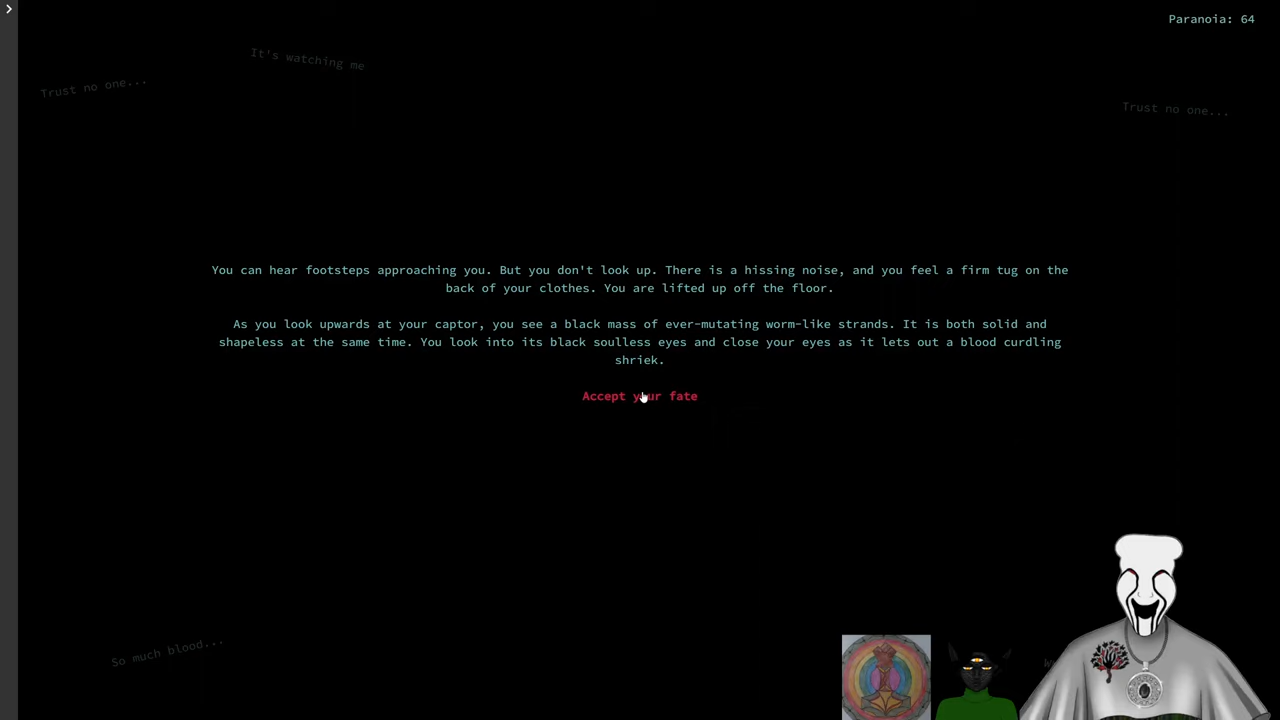 Paranoia: 64
It's watching me
Trust no one...
Trust no one...
You can hear footsteps approaching you. But you don't look up. There is a hissing noise, and you feel a firm tug on the
back of your clothes. You are lifted up off the floor.
As you look upwards at your captor, you see a black mass of ever-mutating worm-like strands. It is both solid and
shapeless at the same time. You look into its black soulless eyes and close your eyes as it lets out a blood curdling
shriek.
Accept your fate
So much blood...